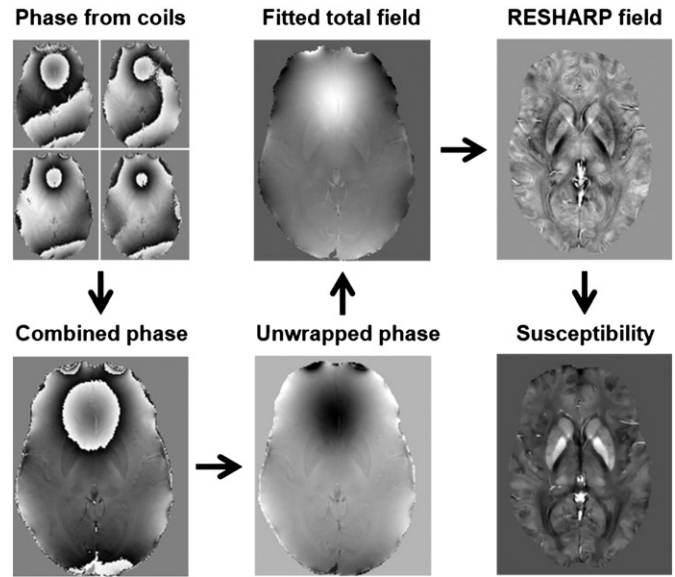 Phase from coils
Fitted total field
RESHARP field
Combined phase
Unwrapped phase
Susceptibility